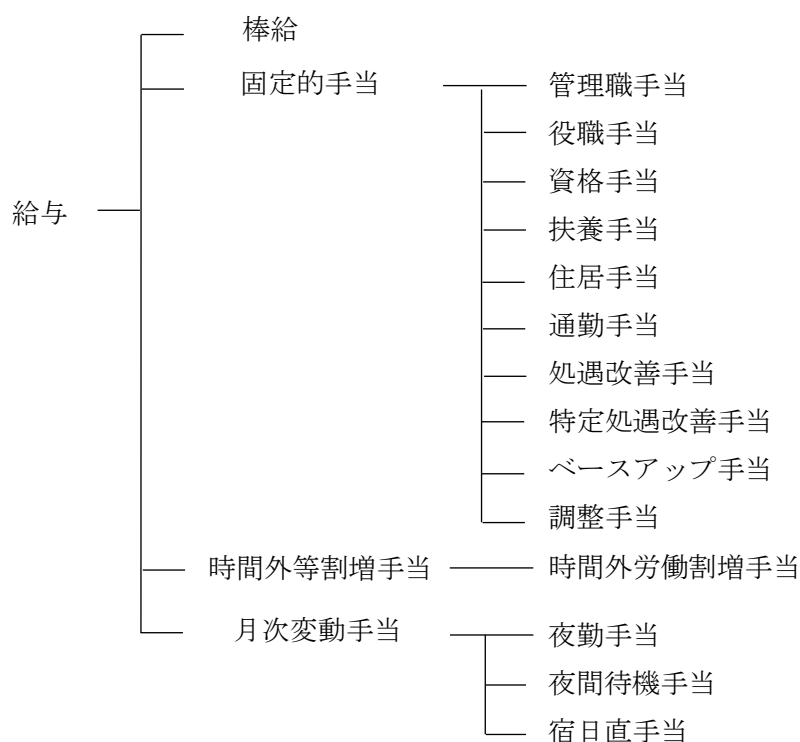 棒給
固定的手当
管理職手当
役職手当
資格手当
給与
扶養手当
住居手当
通勤手当
処遇改善手当
特定処遇改善手当
ベースアップ手当
調整手当
時間外等割増手当
時間外労働割増手当
月次変動手当
夜勤手当
夜間待機手当
宿日直手当